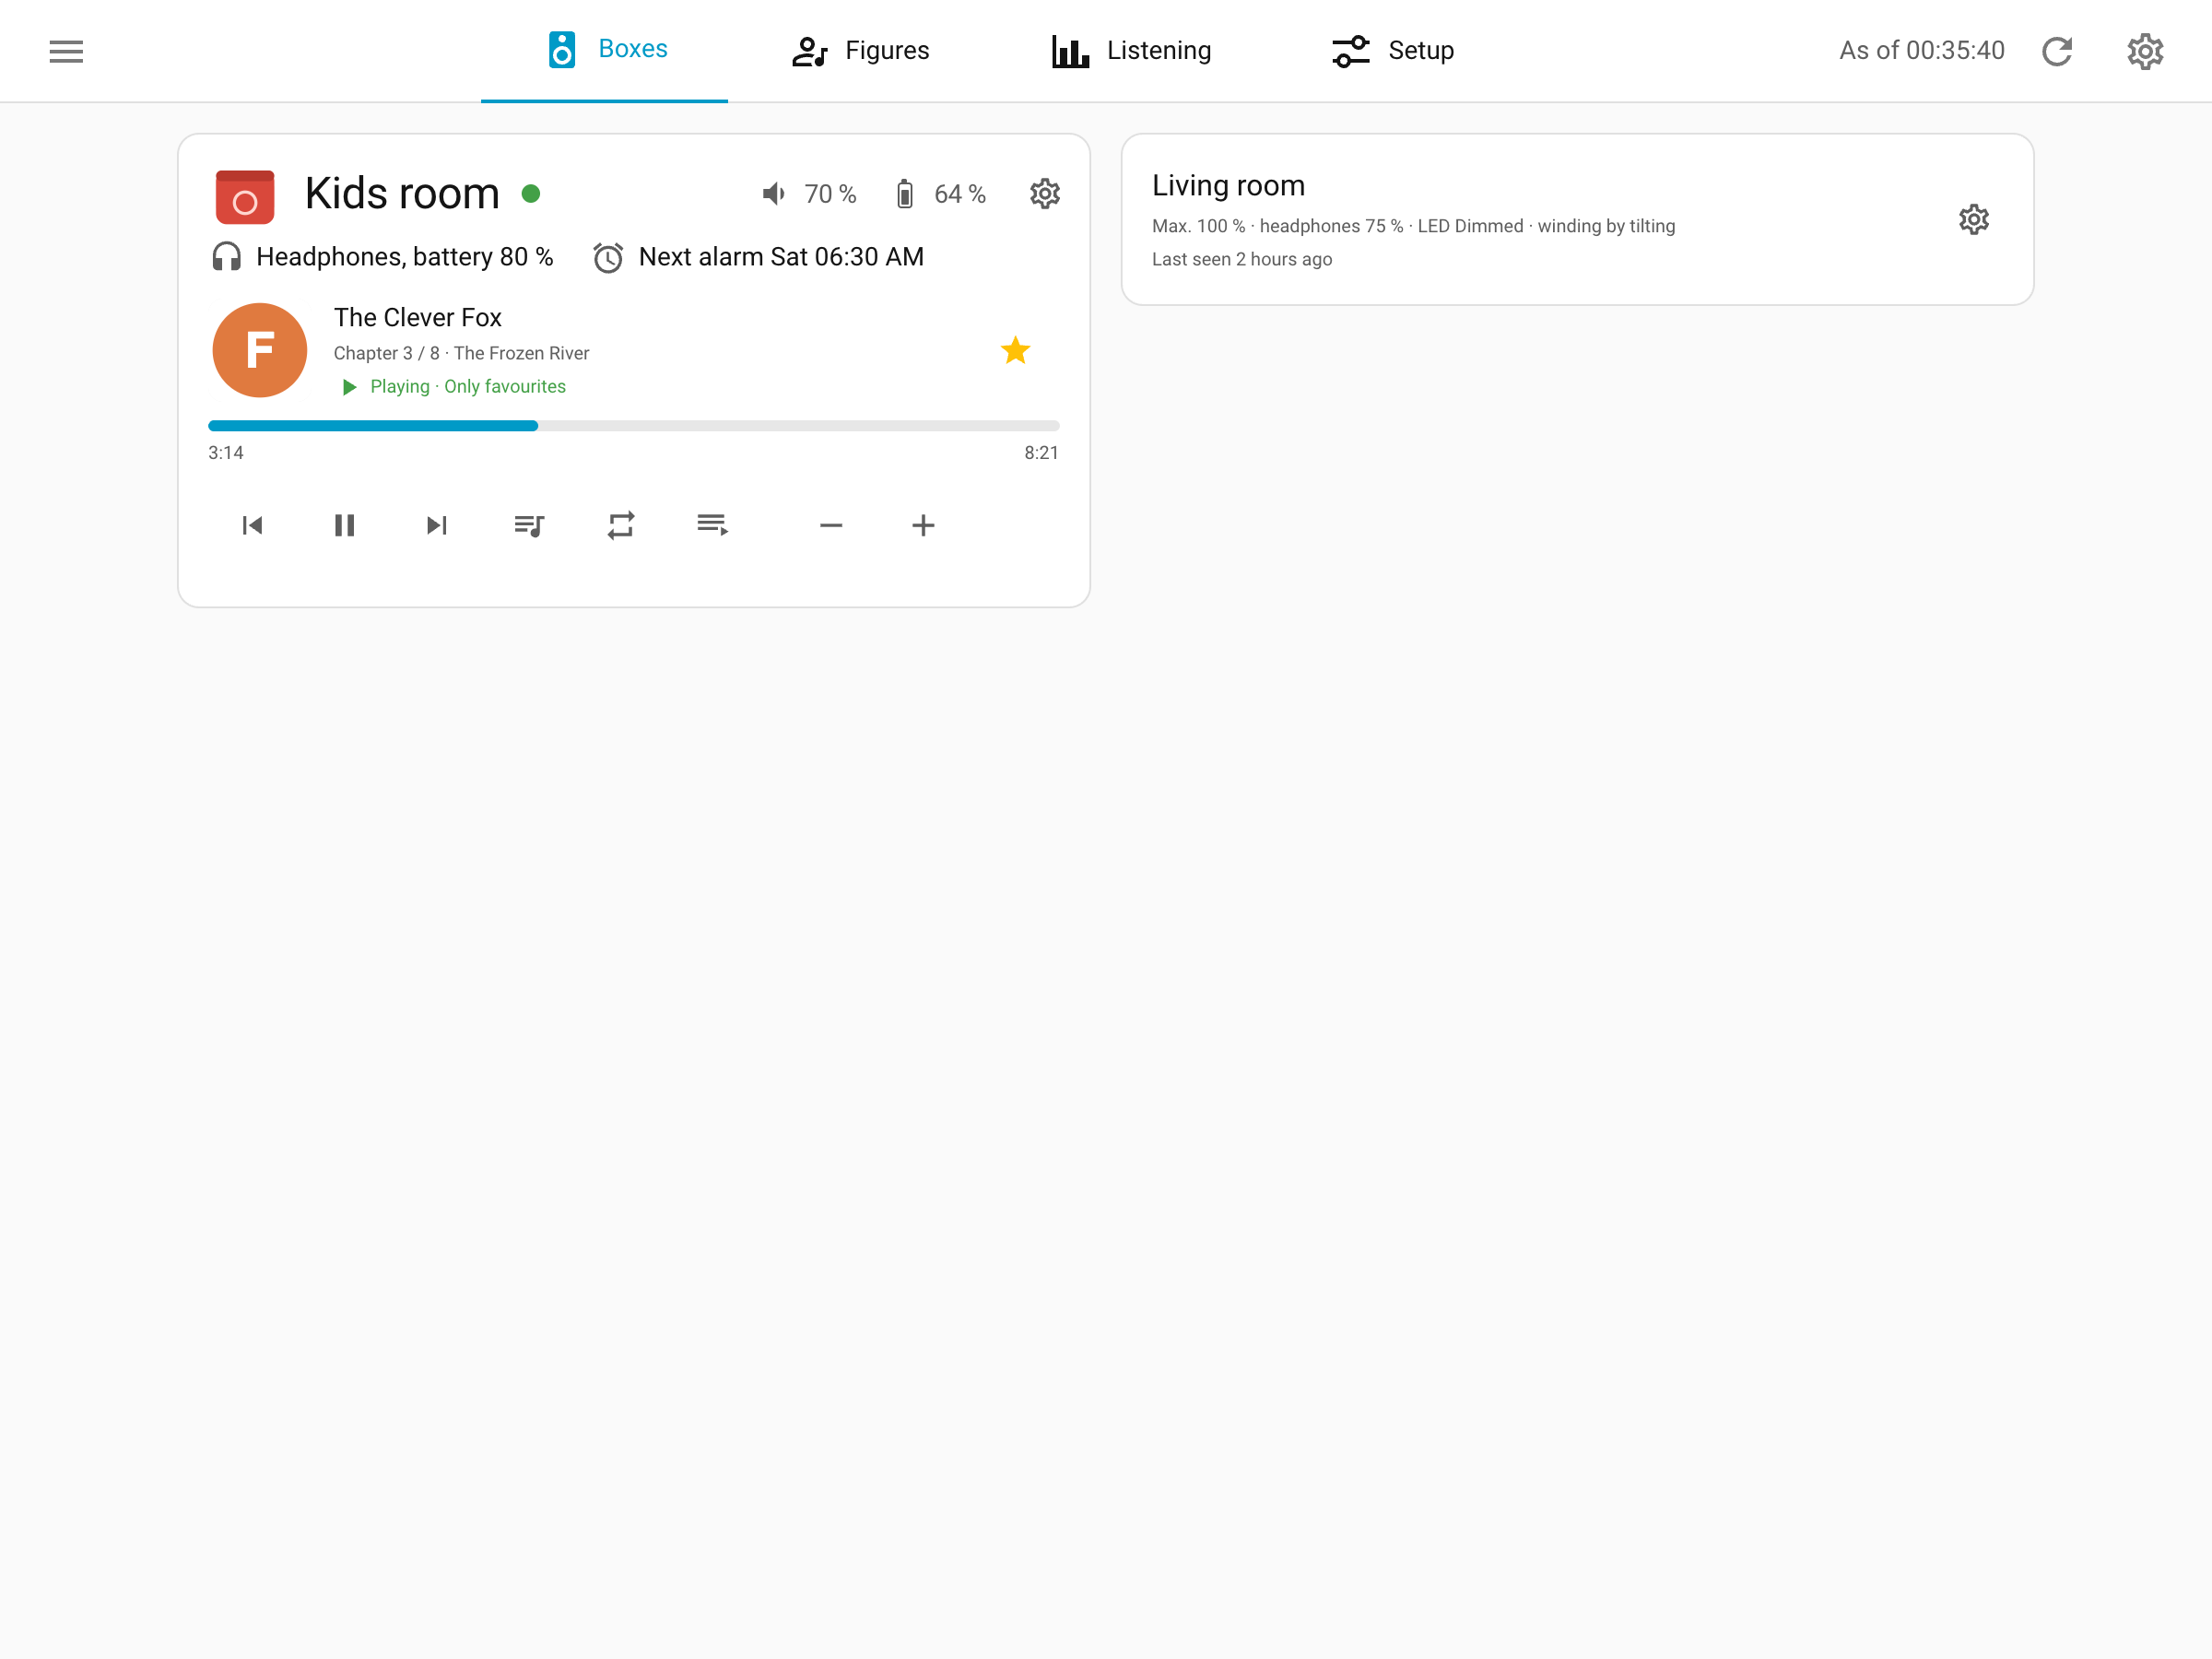 Boxes
Figures
Listening
Setup
As of 00:35:40
Kids room
70 %
64 %
Headphones, battery 80 %
Next alarm Sat 06:30 AM
F
The Clever Fox
Chapter 3 / 8 · The Frozen River
Playing · Only favourites
3:14
8:21
Living room
Max. 100 % · headphones 75 % · LED Dimmed · winding by tilting
Last seen 2 hours ago